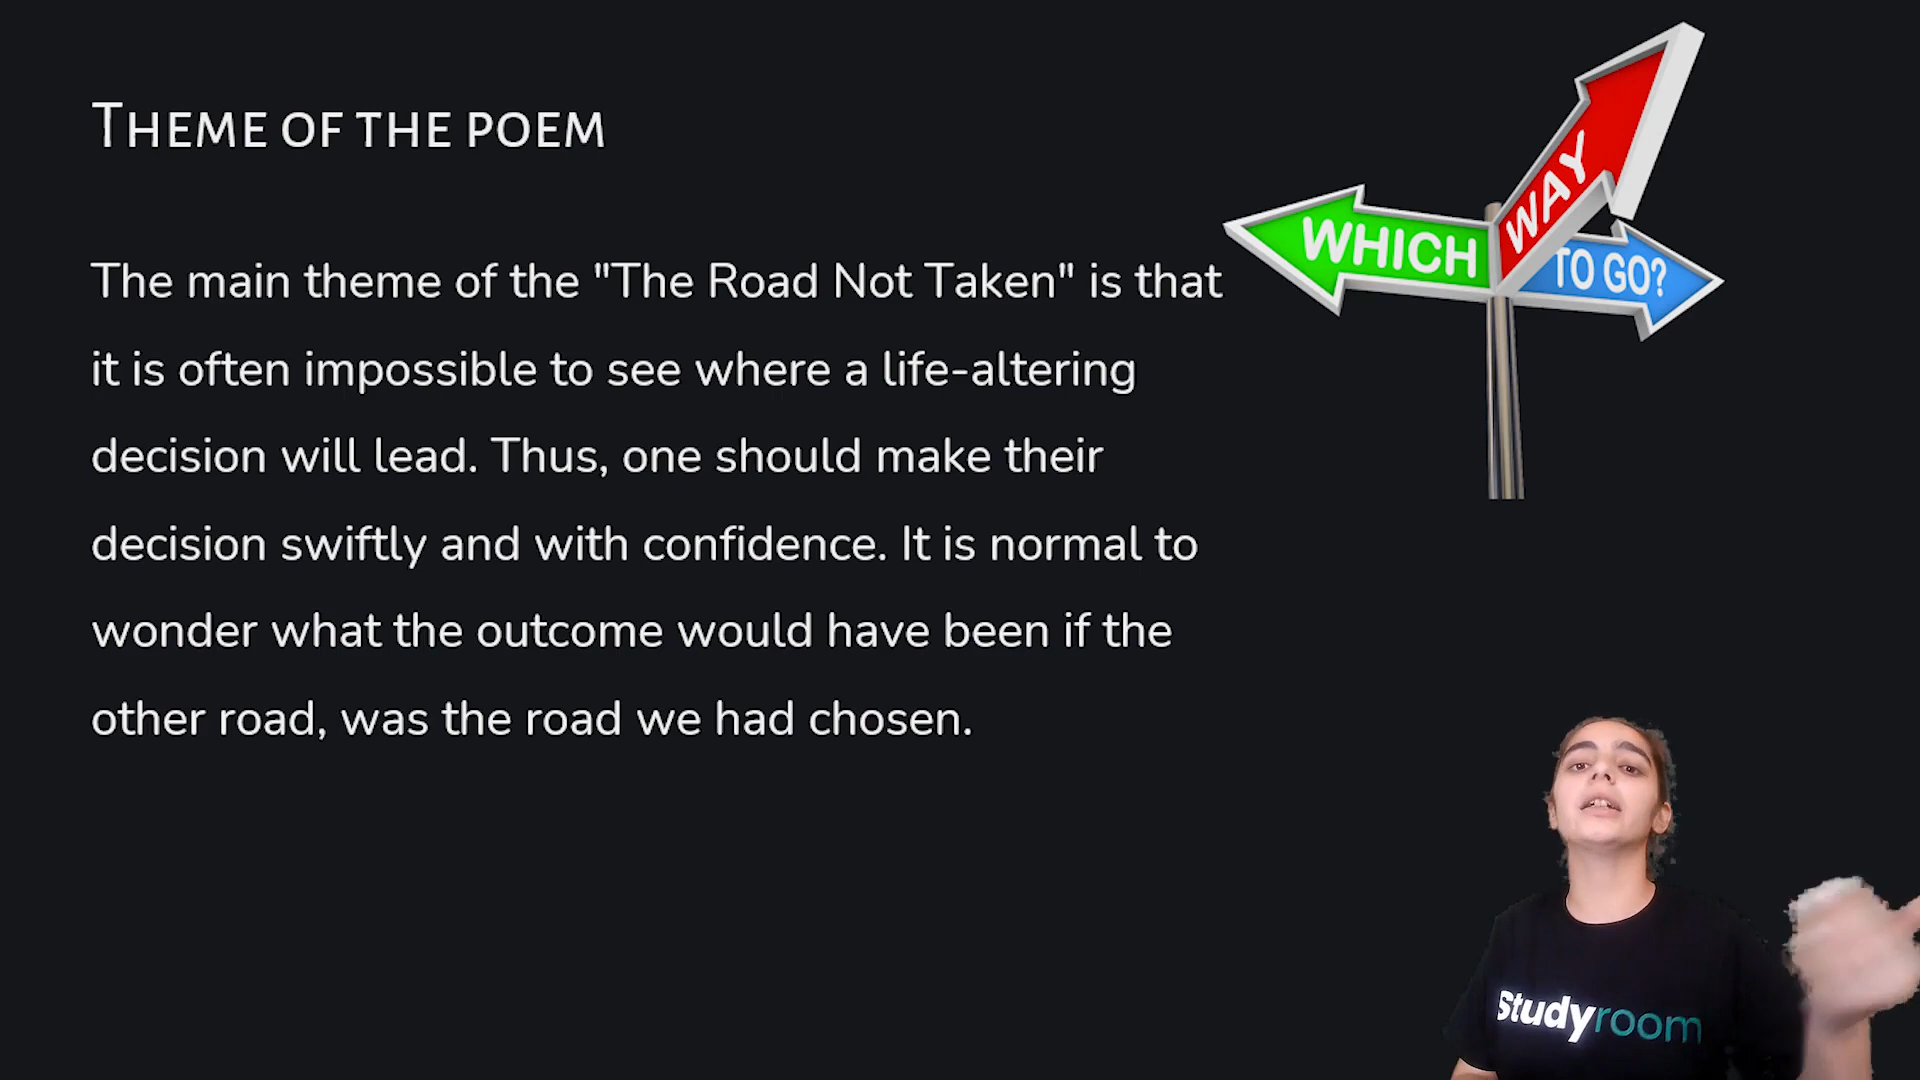 THEME OF THE POEM
The main theme of the "The Road Not Taken" is that
it is often impossible to see where a life-altering
decision will lead. Thus, one should make their
decision swiftly and with confidence. It is normal to
wonder what the outcome would have been if the
other road, was the road we had chosen.
WHICH
WAY
TO GO?
Studyroom